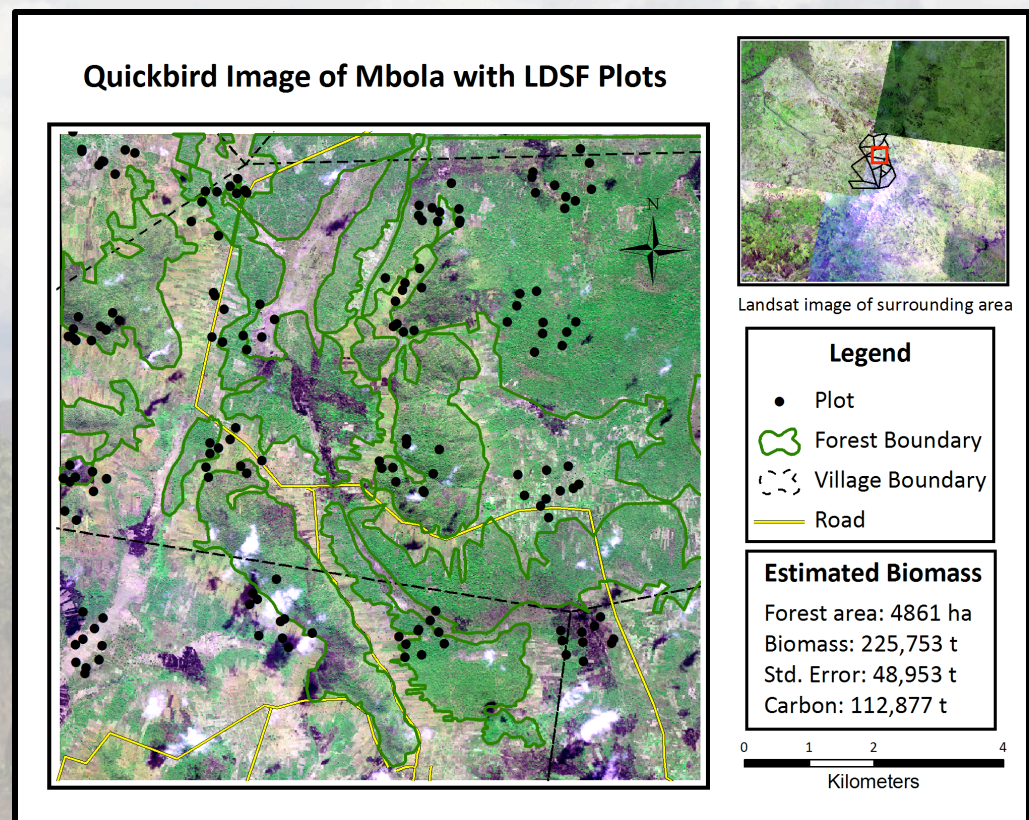 Quickbird Image of Mbola with LDSF Plots
N
Landsat image of surrounding area
Legend
Plot
Forest Boundary
Village Boundary
Road
Estimated Biomass
Forest area: 4861 ha
Biomass: 225,753 t
Std. Error: 48,953 t
Carbon: 112,877 t
0 1 2 4
Kilometers